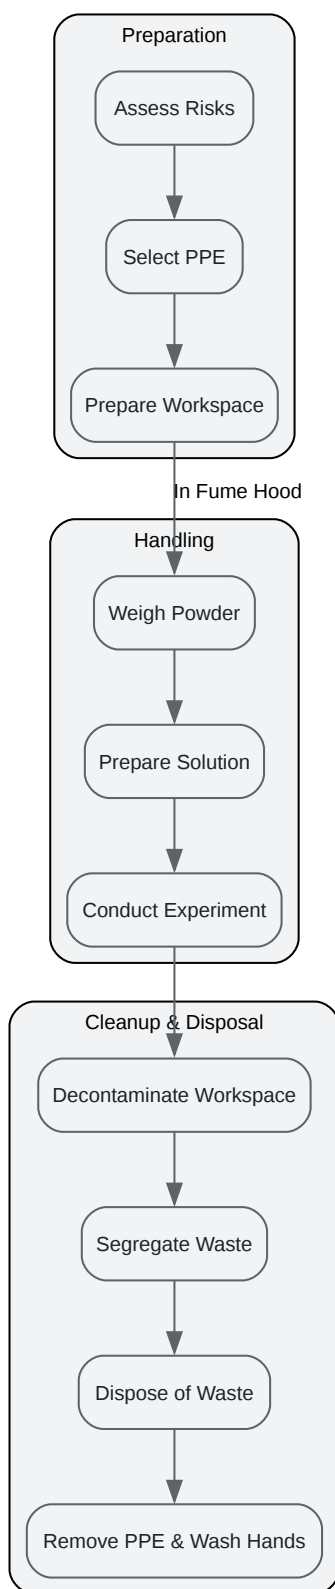 Preparation
Assess Risks
Select PPE
Prepare Workspace
In Fume Hood
Handling
Weigh Powder
Prepare Solution
Conduct Experiment
Cleanup & Disposal
Decontaminate Workspace
Segregate Waste
Dispose of Waste
Remove PPE & Wash Hands